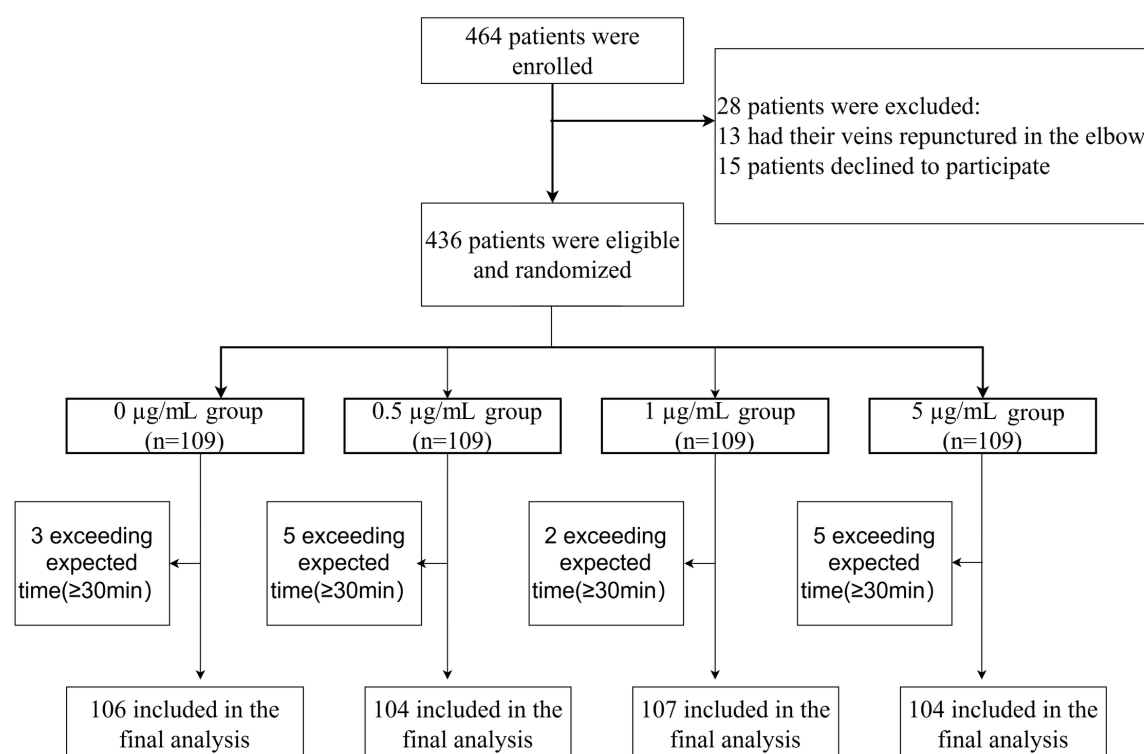 464 patients were
enrolled
28 patients were excluded:
13 had their veins repunctured in the elbow
15 patients declined to participate
436 patients were eligible
and randomized
0 µg/mL group
(n=109)
0.5 µg/mL group
(n=109)
1 µg/mL group
(n=109)
5 µg/mL group
(n=109)
3 exceeding
expected
time(≥30min)
5 exceeding
expected
time(≥30min)
2 exceeding
expected
time(≥30min)
5 exceeding
expected
time(≥30min)
106 included in the
final analysis
104 included in the
final analysis
107 included in the
final analysis
104 included in the
final analysis